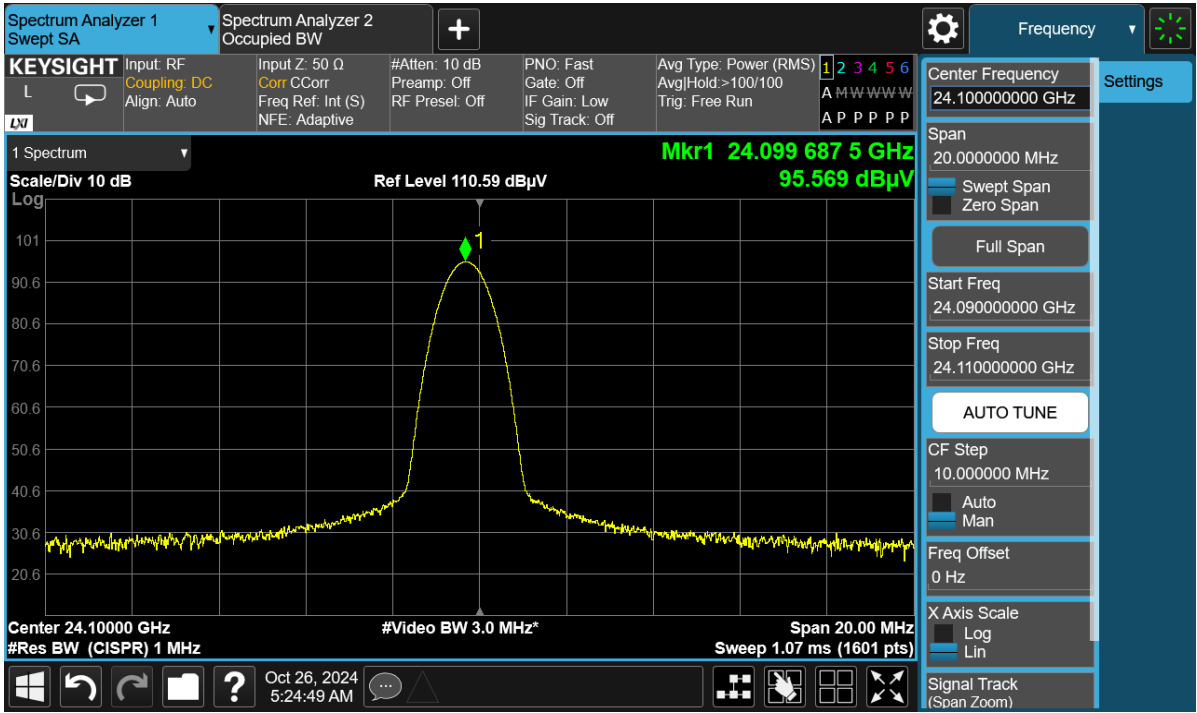 Spectrum Analyzer 1
Swept SA
Spectrum Analyzer 2
Occupied BW
Frequency
KEYSIGHT
L
LXI
Input: RF
Coupling: DC
Align: Auto
Input Z: 50 Ω
Corr CCorr
Freq Ref: Int (S)
NFE: Adaptive
#Atten: 10 dB
Preamp: Off
RF Presel: Off
PNO: Fast
Gate: Off
IF Gain: Low
Sig Track: Off
Avg Type: Power (RMS)
Avg|Hold:>100/100
Trig: Free Run
1 2 3 4 5 6
A M W W W W
A P P P P P
1 Spectrum
Mkr1 24.099 687 5 GHz
Scale/Div 10 dB
Ref Level 110.59 dBµV
95.569 dBµV
Log
1
101
90.6
80.6
70.6
60.6
50.6
40.6
30.6
20.6
Center 24.10000 GHz
#Video BW 3.0 MHz*
Span 20.00 MHz
#Res BW (CISPR) 1 MHz
Sweep 1.07 ms (1601 pts)
?
Oct 26, 2024
5:24:49 AM
Center Frequency
24.100000000 GHz
Span
20.0000000 MHz
Swept Span
Zero Span
Full Span
Start Freq
24.090000000 GHz
Stop Freq
24.110000000 GHz
AUTO TUNE
CF Step
10.000000 MHz
Auto
Man
Freq Offset
0 Hz
X Axis Scale
Log
Lin
Signal Track
(Span Zoom)
Settings